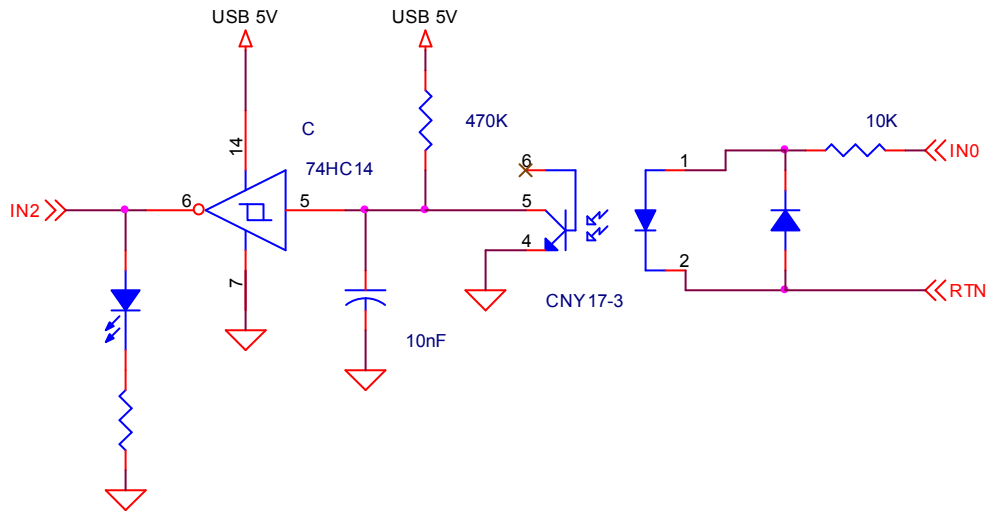 USB 5V
USB 5V
C
470K
10K
14
74HC14
6
1
IN0
IN2
6
5
5
4
2
7
CNY17-3
RTN
10nF